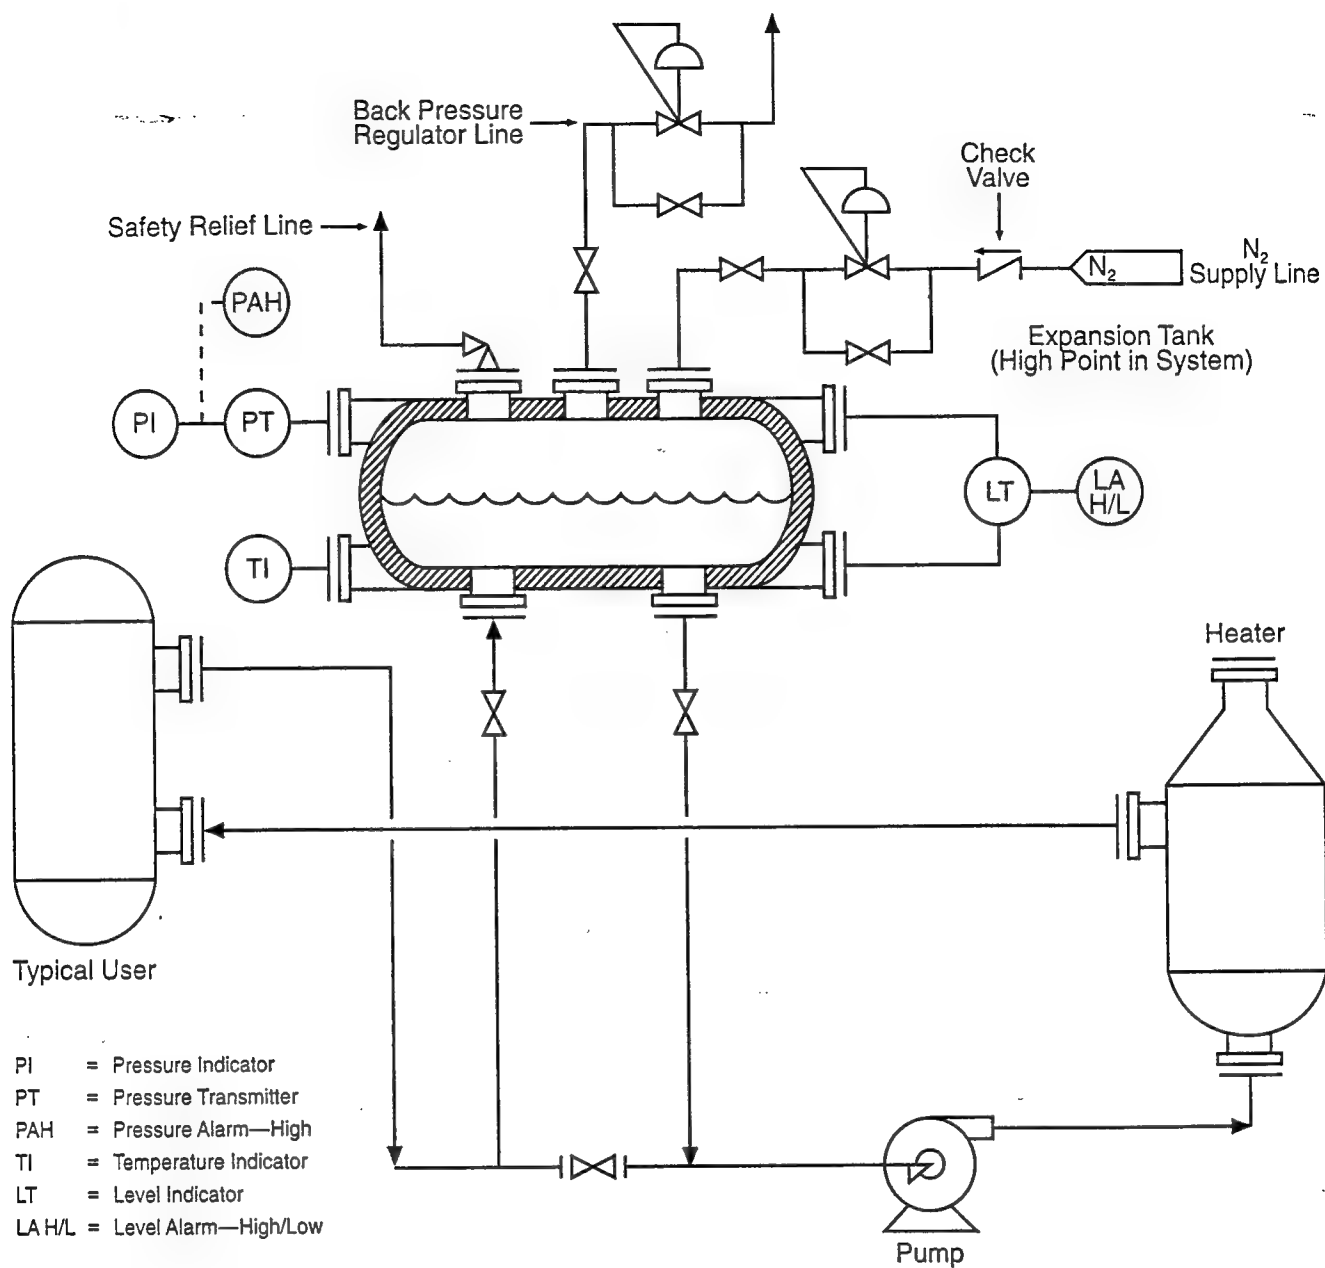 Back Pressure
Regulator Line
Check
Valve
Safety Relief Line
N2
N2
Supply Line
PAH
Expansion Tank
(High Point in System)
PI
PT
LT
LA
H/L
TI
Heater
Typical User
PI = Pressure Indicator
PT = Pressure Transmitter
PAH = Pressure Alarm—High
TI = Temperature Indicator
LT = Level Indicator
LA H/L = Level Alarm—High/Low
Pump